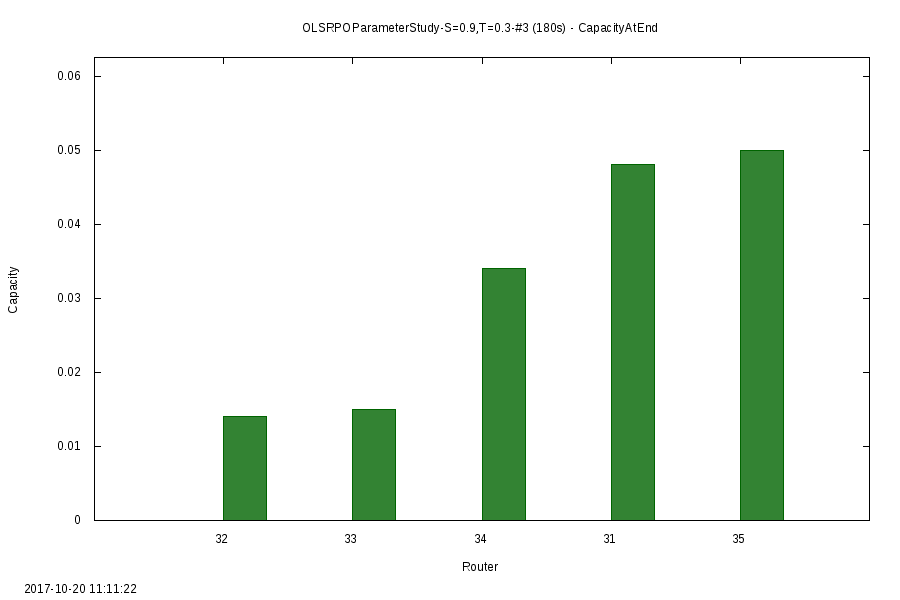 OLSRPOParameterStudy-S=0.9,T=0.3-#3 (180s) - CapacityAtEnd
0.06
0.05
0.04
0.03
0.02
0.01
0
Capacity
32 33 34 31 35
Router
2017-10-20 11:11:22